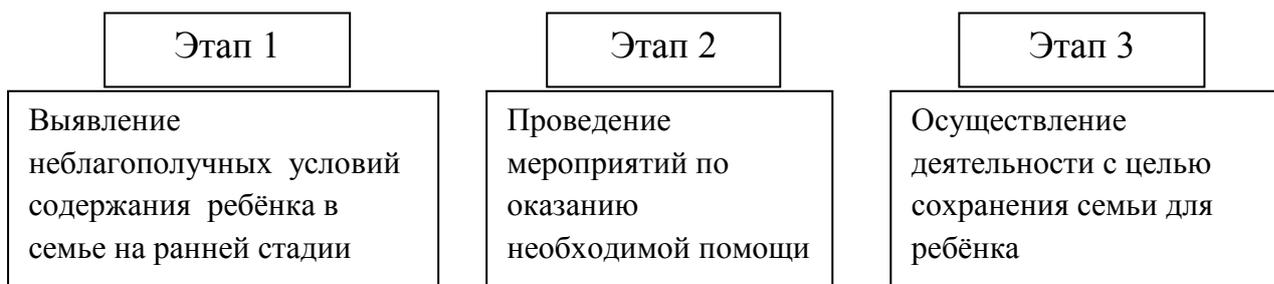 Этап 1
Выявление
неблагополучных условий
содержания ребёнка в
семье на ранней стадии
Этап 2
Проведение
мероприятий по
оказанию
необходимой помощи
Этап 3
Осуществление
деятельности с целью
сохранения семьи для
ребёнка